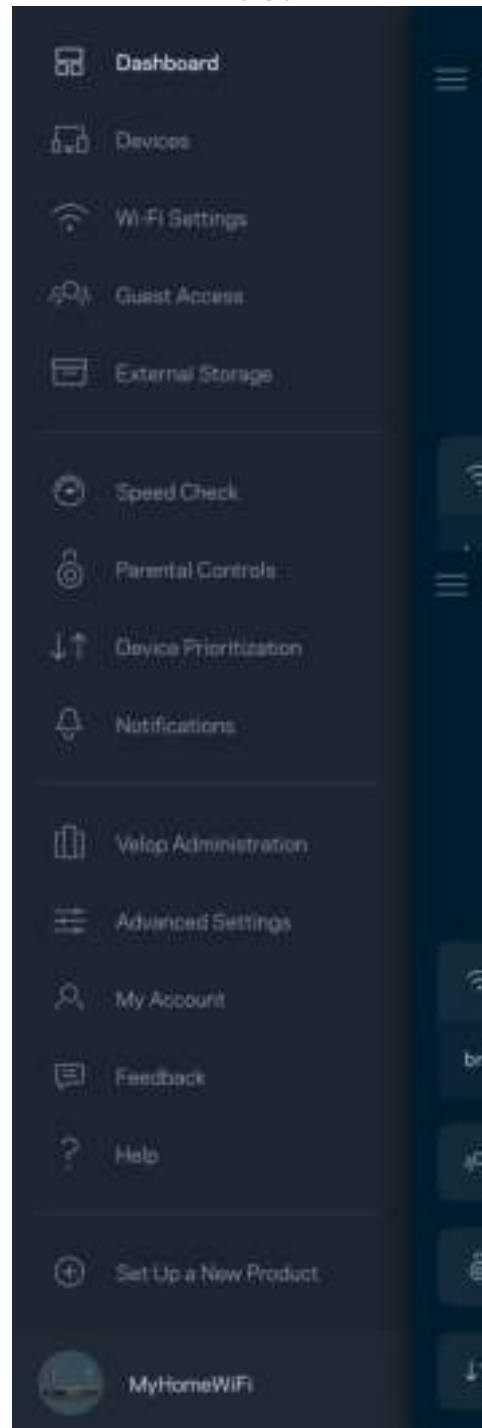 Dashboard
Devices
Wi-Fi Settings
Guest Access
External Storage
Speed Check
Parental Controls
Device Prioritization
Notifications
Velop Administration
Advanced Settings
My Account
Feedback
? Help
Set Up a New Product
MyHomeWiFi
br